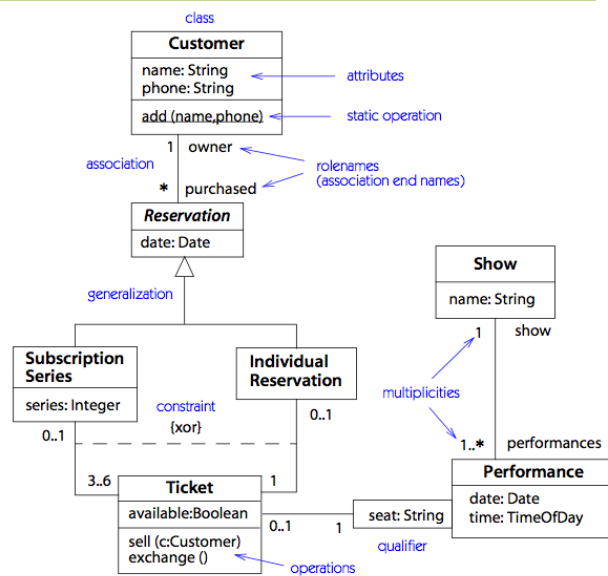 class
Customer
name: String
phone: String
attributes
add (name,phone)
static operation
1 owner
association
rolenames
(association end names)
* purchased
Reservation
date: Date
generalization
Show
name: String
1 show
Subscription
Series
series: Integer
Individual
Reservation
multiplicities
constraint
{xor}
0..1
0..1
1..* performances
3..6
1
Ticket
available:Boolean
sell (c:Customer)
exchange ()
0..1
1
seat: String
qualifier
Performance
date: Date
time: TimeOfDay
operations